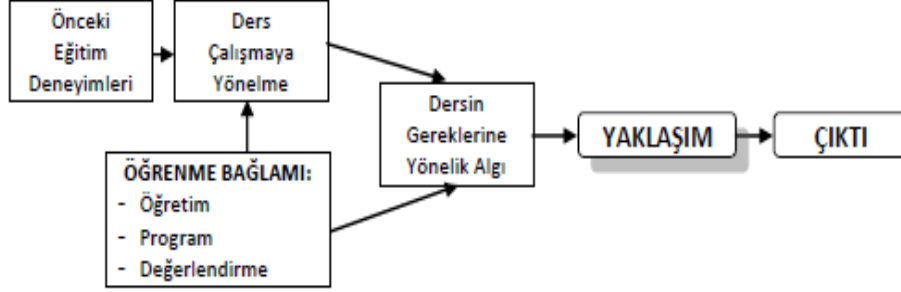 Önceki
Eğitim
Deneyimleri
Ders
Çalışmaya
Yönelme
Dersin
Gereklerine
Yönelik Algı
YAKLAŞIM
ÇIKTI
ÖĞRENME BAĞLAMI:
- Öğretim
- Program
- Değerlendirme